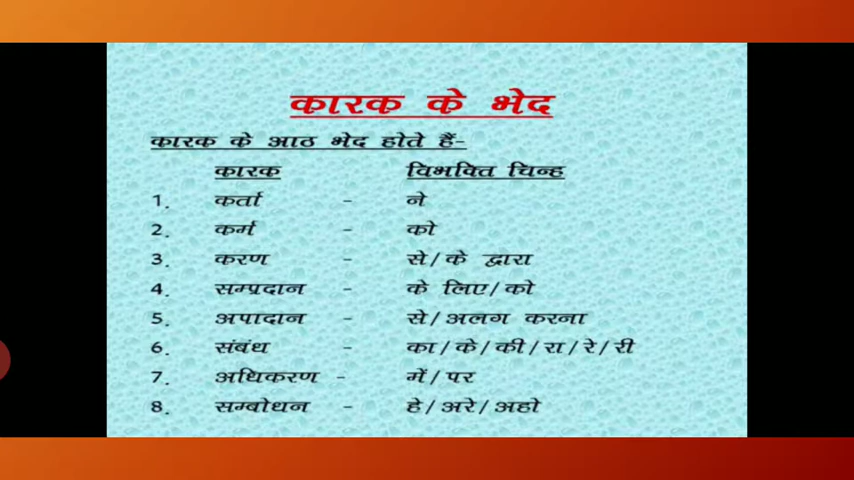 कारक के भेद
कारक के आठ भेद होते हैं-
कारक विभक्ति चिन्ह
1. कर्ता - ने
2. कर्म - को
3. करण - से/के द्वारा
4. सम्प्रदान - के लिए/को
5. अपादान - से/अलग करना
6. संबंध - का/के/की/रा/रे/री
7. अधिकरण - में/पर
8. सम्बोधन - हे/अरे/अहो